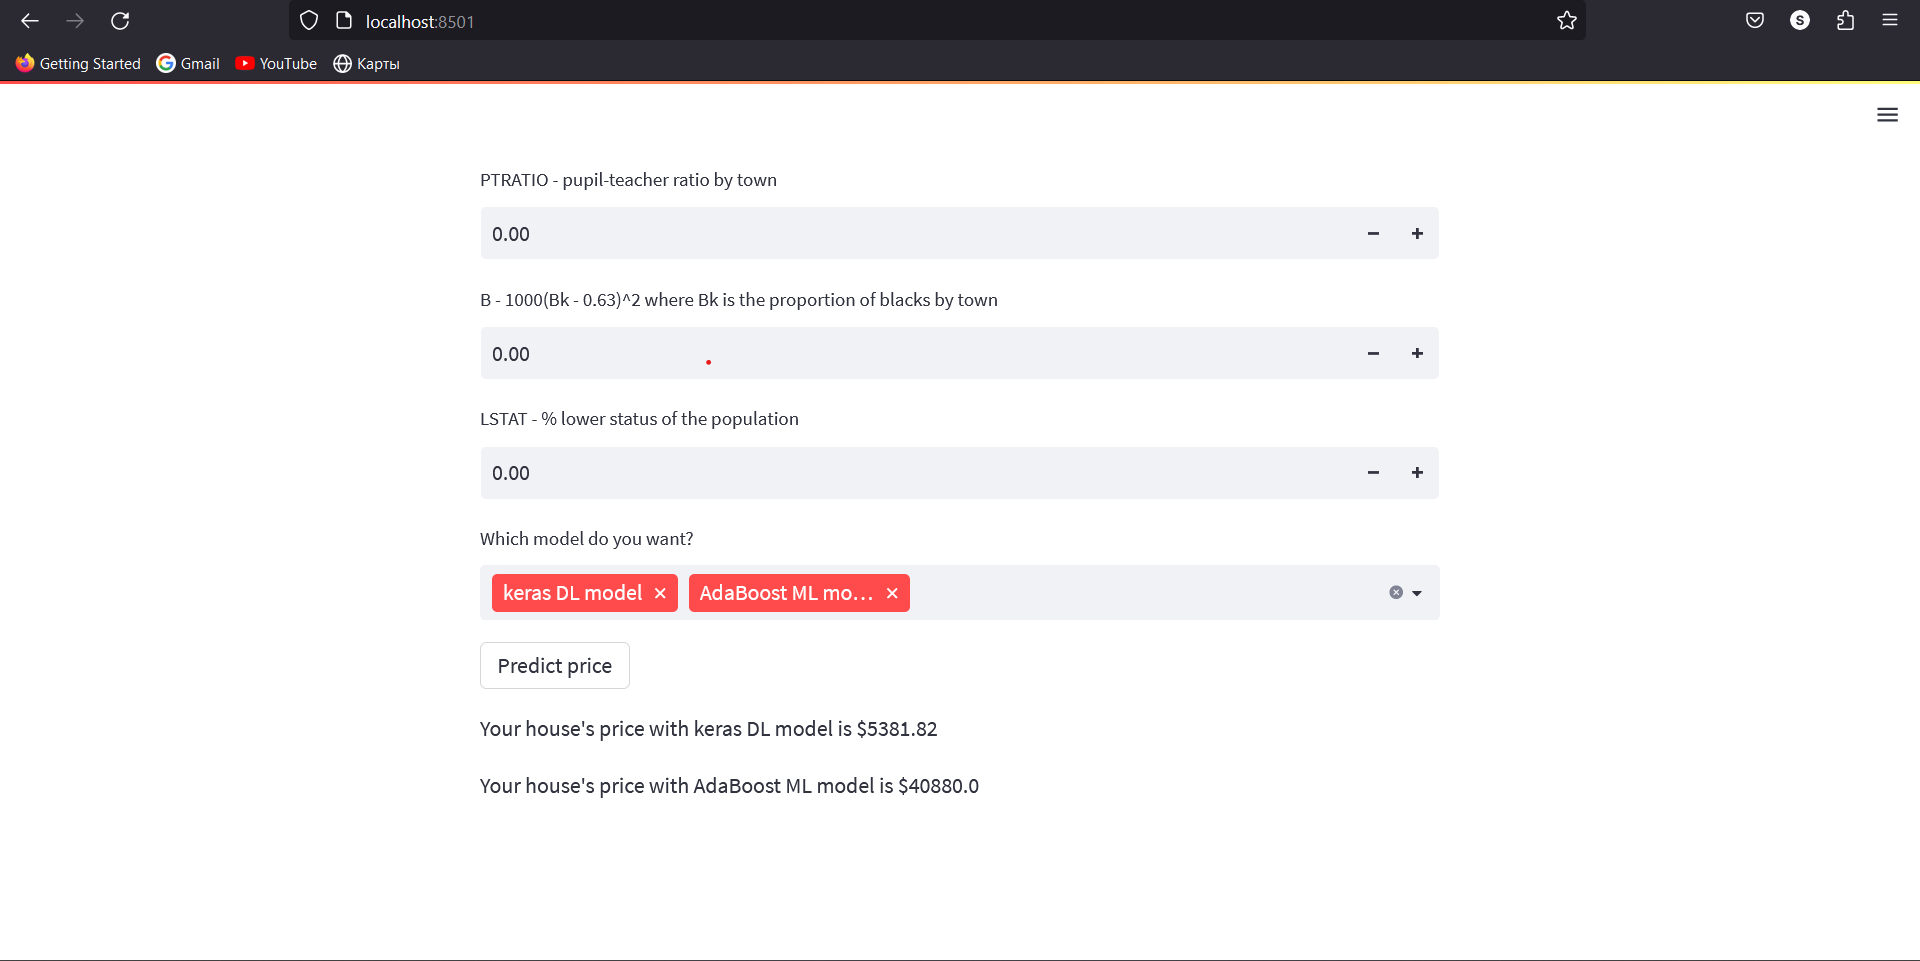 localhost:8501
S
Getting Started Gmail YouTube Карты
PTRATIO - pupil-teacher ratio by town
0.00 − +
B - 1000(Bk - 0.63)^2 where Bk is the proportion of blacks by town
0.00 − +
LSTAT - % lower status of the population
0.00 − +
Which model do you want?
keras DL model × AdaBoost ML mo... ×
Predict price
Your house's price with keras DL model is $5381.82
Your house's price with AdaBoost ML model is $40880.0